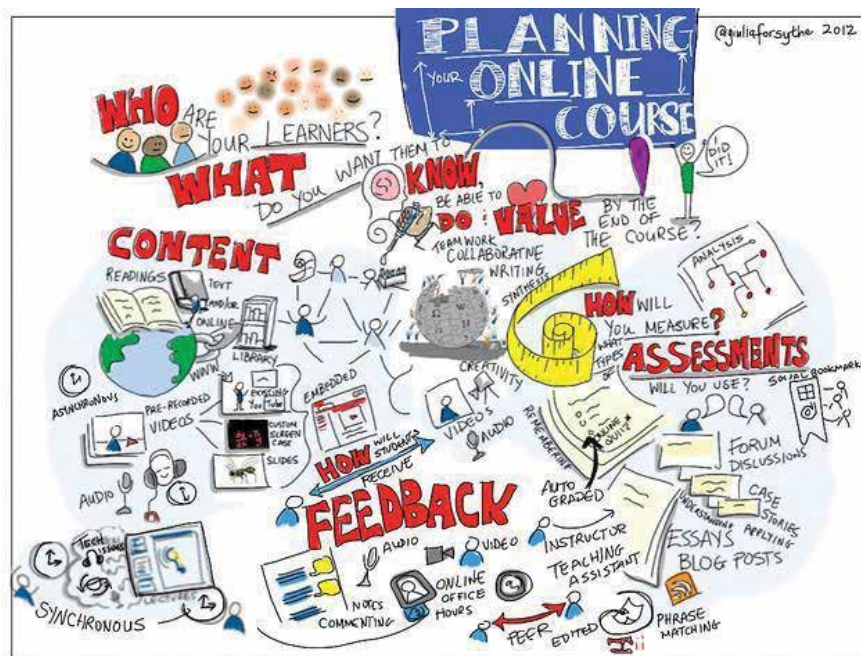 PLANNING
YOUR ONLINE
COURSE
@giuliaforsythe 2012
WHO ARE
YOUR LEARNERS?
WHAT
DO YOU WANT THEM TO
KNOW,
BE ABLE TO
DO & VALUE
BY THE
END OF
THE COURSE?
I
DID
IT!
CONTENT
READINGS
TEXT
AND/OR
ONLINE
LIBRARY
WWW
ASYNCHRONOUS
PRE-RECORDED
VIDEOS
EXISTING
YouTube
CUSTOM
SCREEN
CASE
SLIDES
EMBEDDED
AUDIO
TEAMWORK
COLLABORATIVE
WRITING
SYNTHESIS
CREATIVITY
VIDEOS
AUDIO
HOW WILL
YOU MEASURE?
WHAT
TYPES
OF
ASSESSMENTS
WILL YOU USE?
ANALYSIS
SOCIAL BOOKMARK
REMEMBERING
ONLINE
QUIZ
AUTO
GRADED
FORUM
DISCUSSIONS
CASE
STORIES
UNDERSTANDING
APPLYING
ESSAYS
BLOG POSTS
HOW WILL
STUDENTS
RECEIVE
FEEDBACK
AUDIO
VIDEO
NOTES
COMMENTING
ONLINE
OFFICE
HOURS
INSTRUCTOR
TEACHING
ASSISTANT
PEER
EDITED
PHRASE
MATCHING
TECH
LECTURES
SYNCHRONOUS